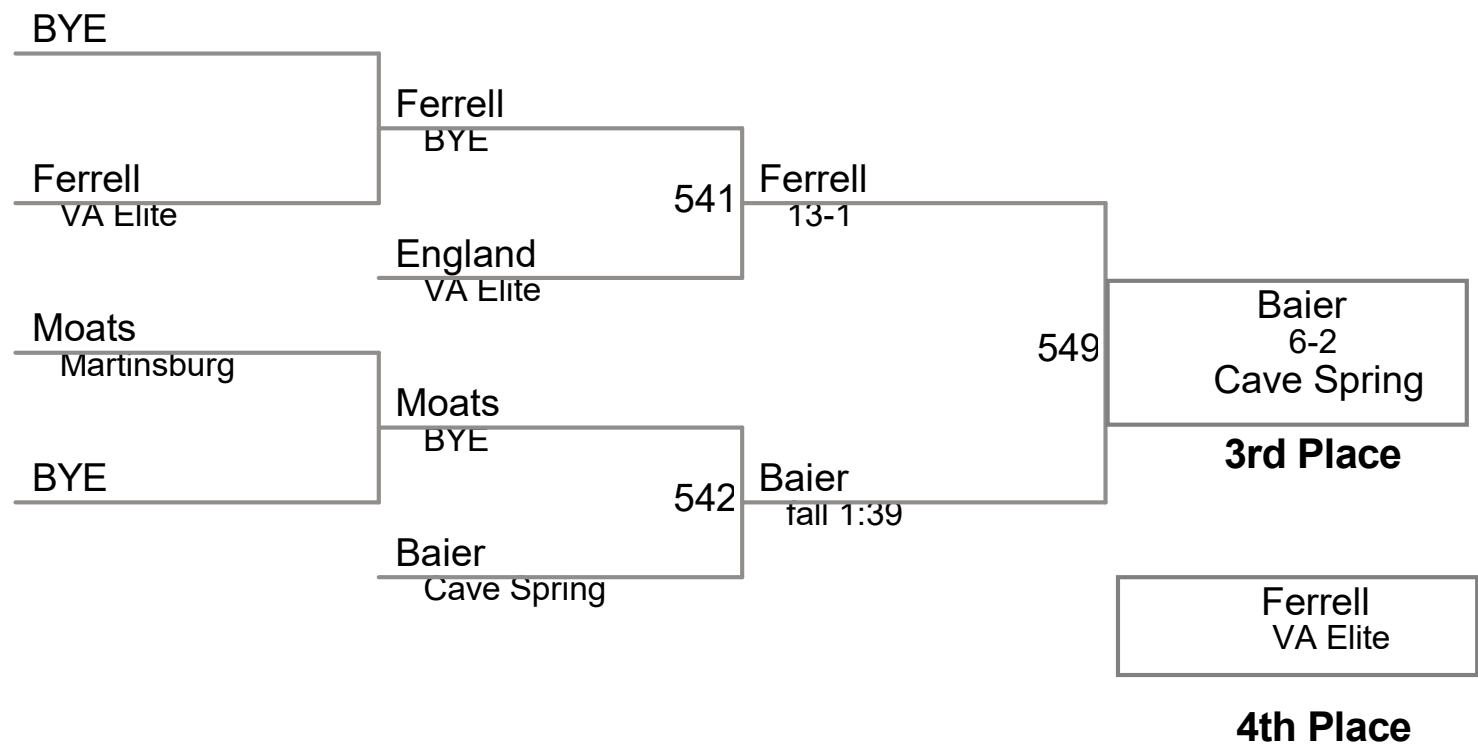 BYE
Ferrell
BYE
Ferrell
VA Elite
541
Ferrell
13-1
England
VA Elite
Moats
Martinsburg
549
Baier
6-2
Cave Spring
3rd Place
Moats
BYE
BYE
542
Baier
fall 1:39
Baier
Cave Spring
Ferrell
VA Elite
4th Place